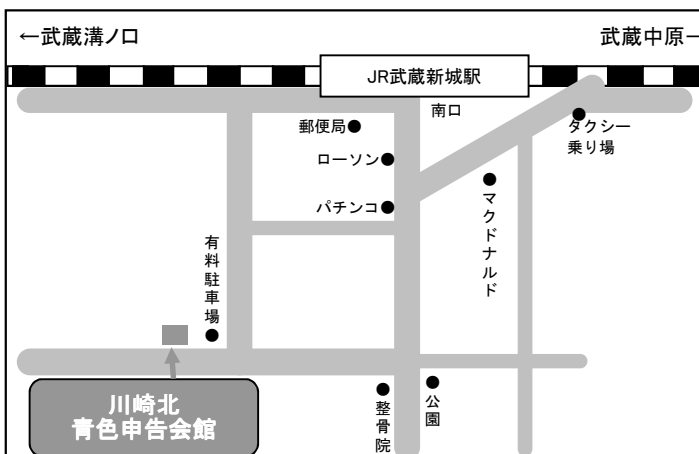 ←武蔵溝ノ口
武蔵中原→
JR武蔵新城駅
南口
郵便局●
タクシー
乗り場
ローソン●
パチンコ●
マクドナルド
有料駐車場
川崎北
青色申告会館
整骨院
公園